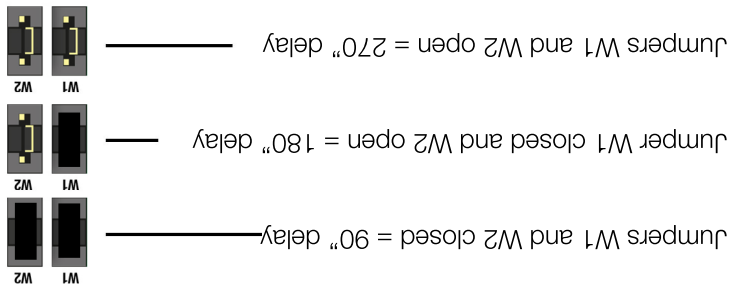 W1 W2
Jumpers W1 and W2 closed = 90” delay
W1 W2
Jumper W1 closed and W2 open = 180” delay
W1 W2
Jumpers W1 and W2 open = 270” delay